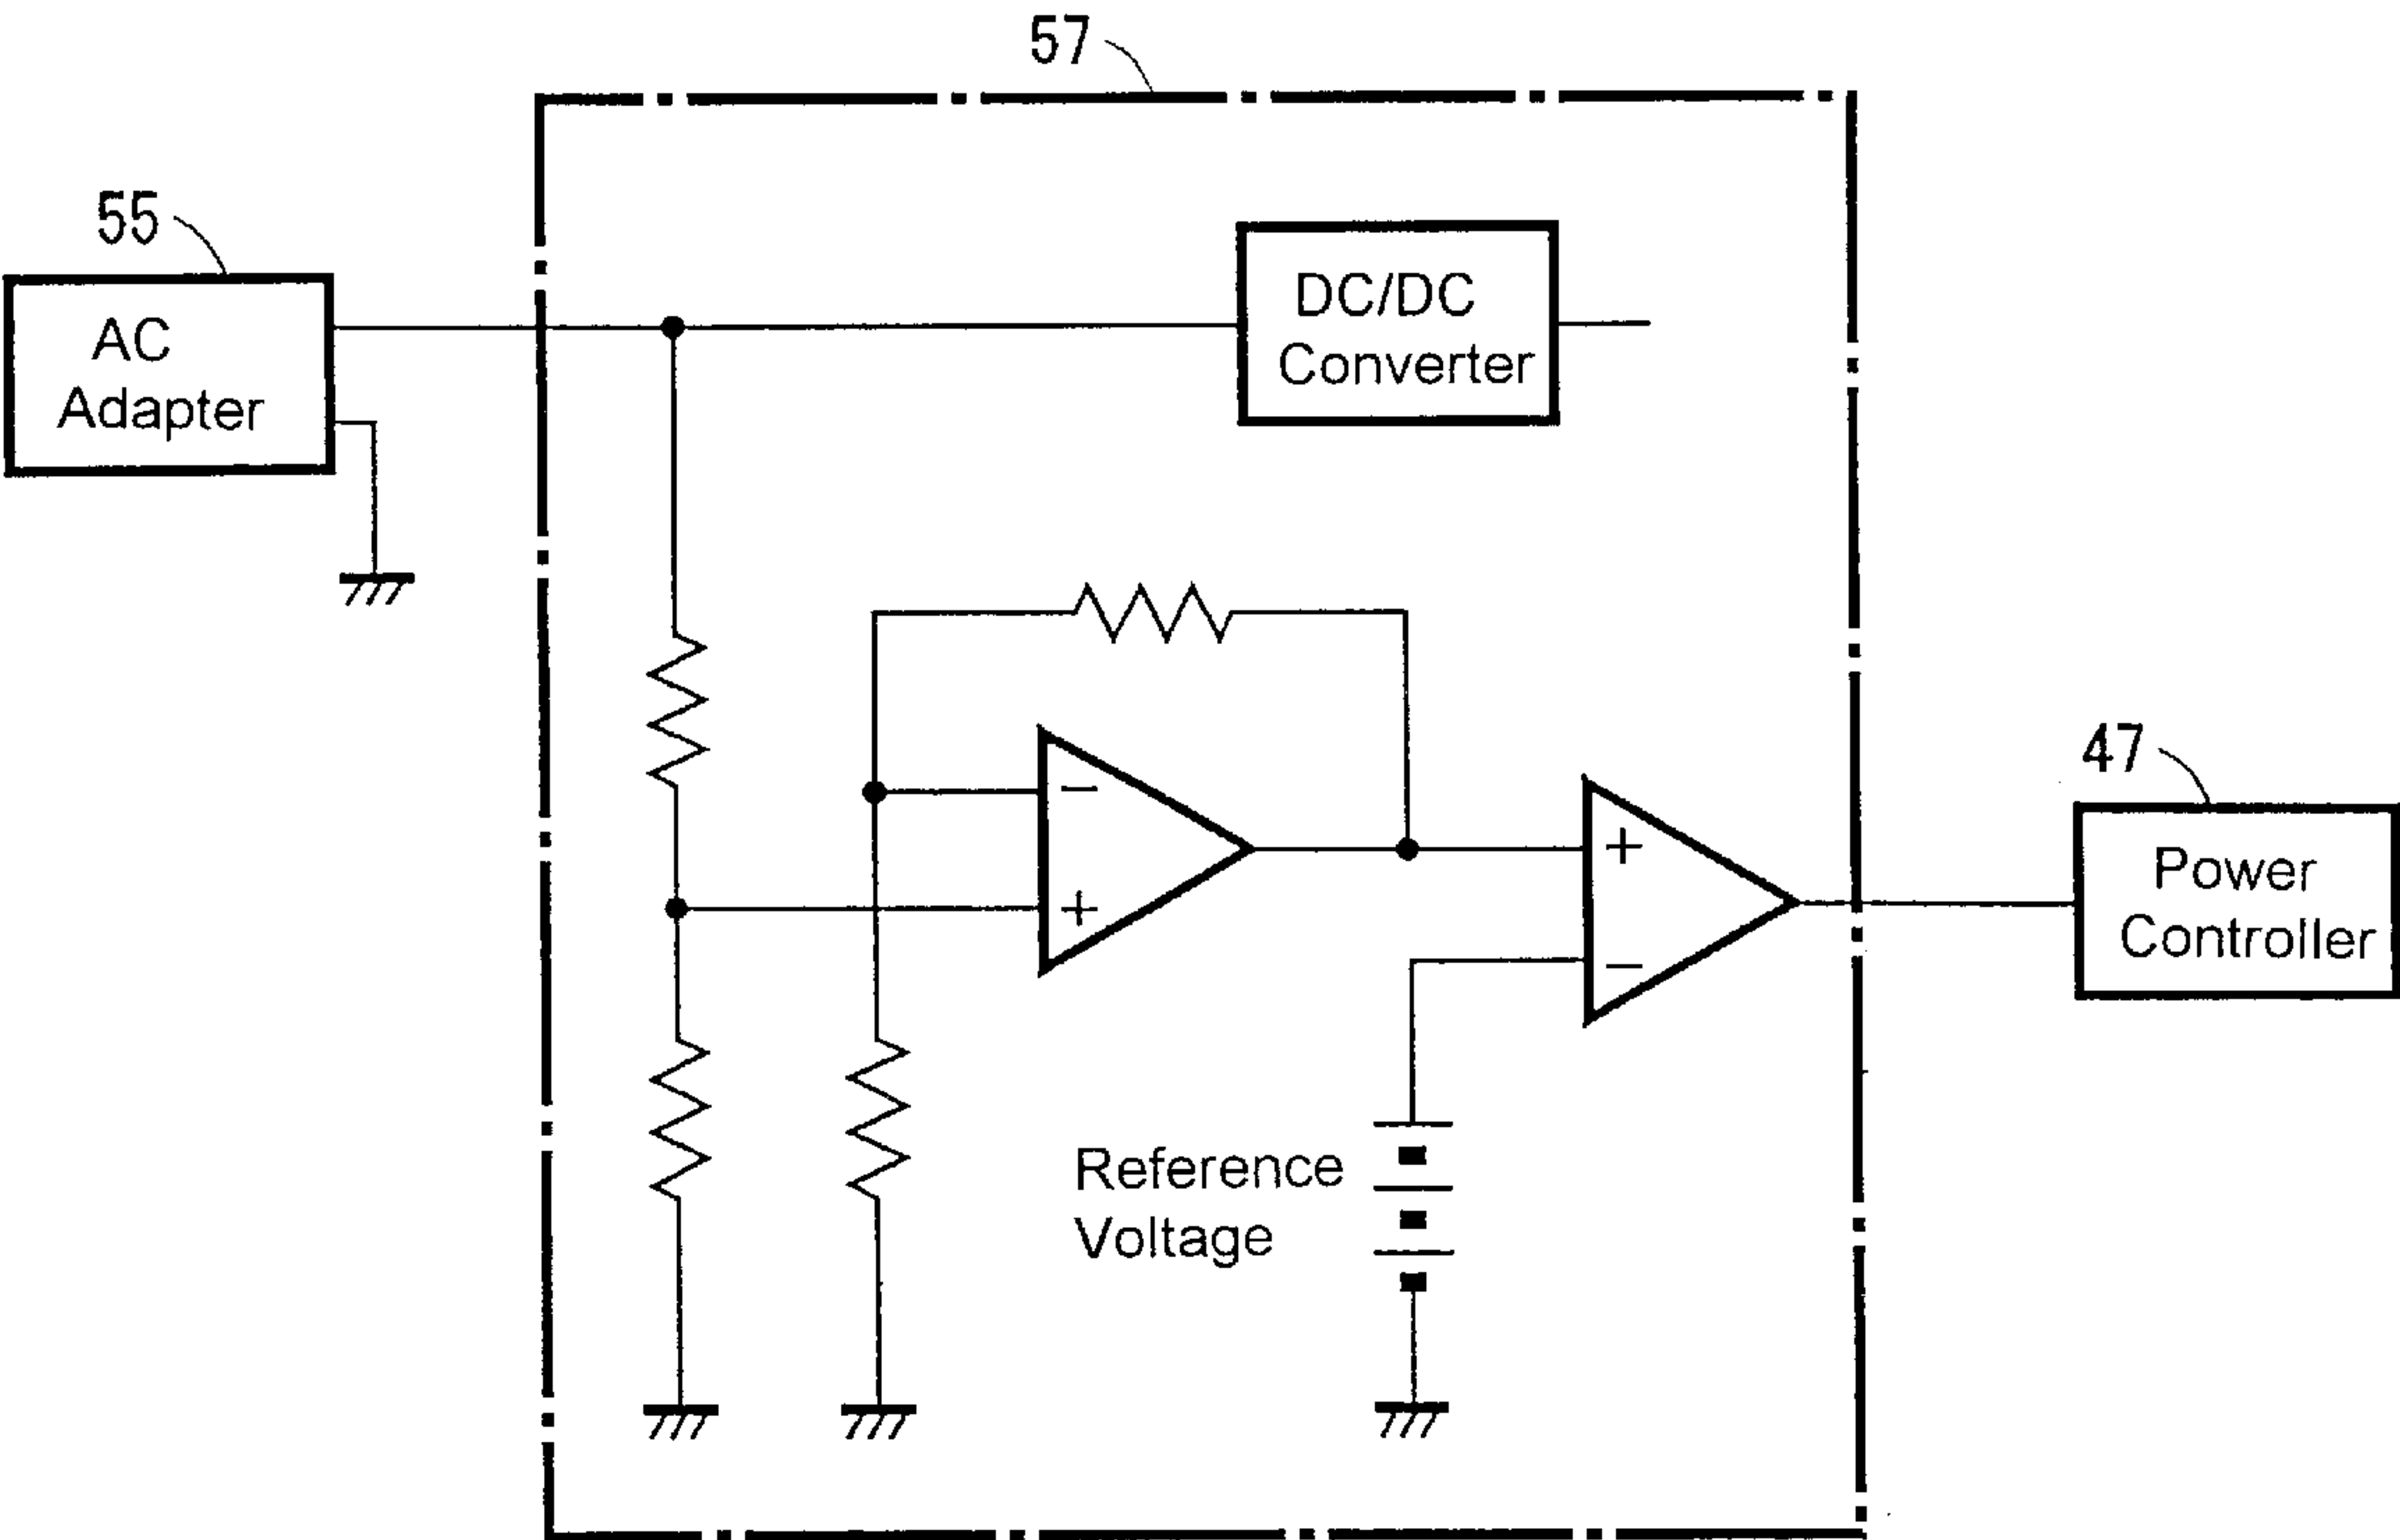 57
55
AC
Adapter
DC/DC
Converter
−
+
+
−
47
Power
Controller
Reference
Voltage